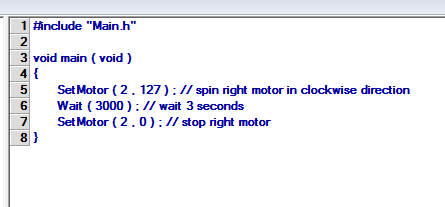 1 #include "Main.h"
2
3 void main ( void )
4 {
5 SetMotor ( 2 , 127 ) ; // spin right motor in clockwise direction
6 Wait ( 3000 ) ; // wait 3 seconds
7 SetMotor ( 2 , 0 ) ; // stop right motor
8 }